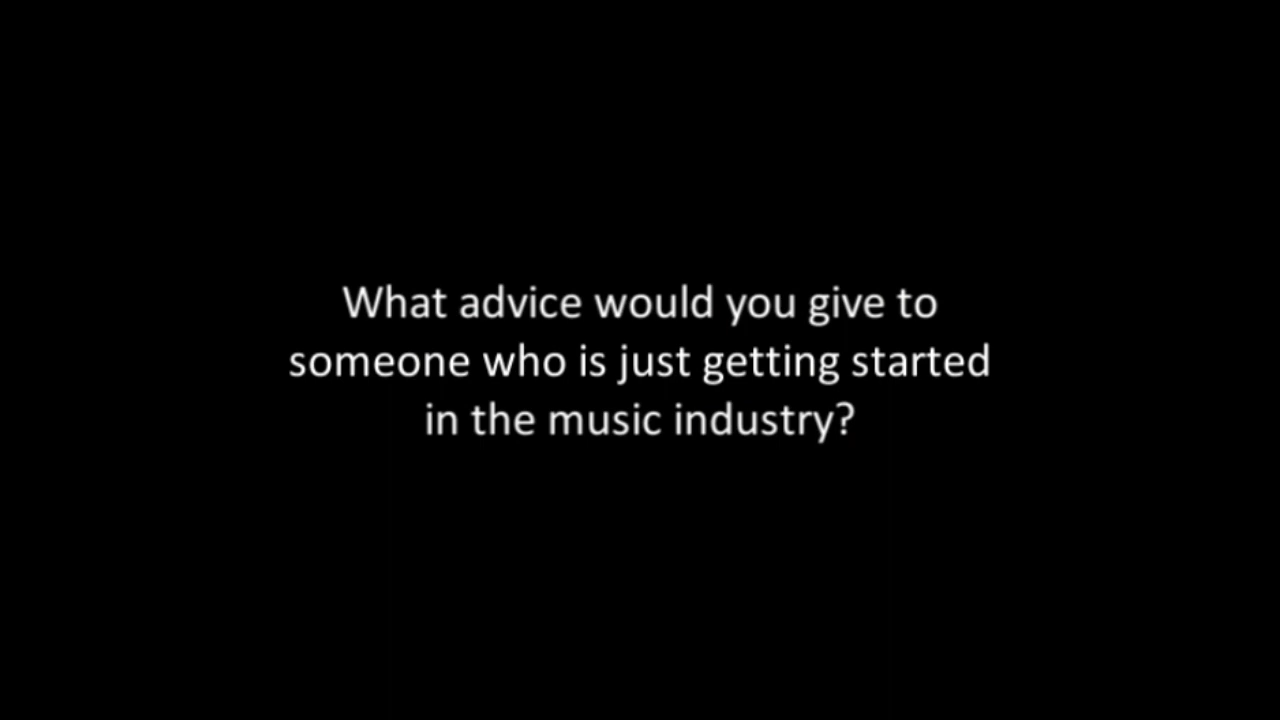 What advice would you give to
someone who is just getting started
in the music industry?